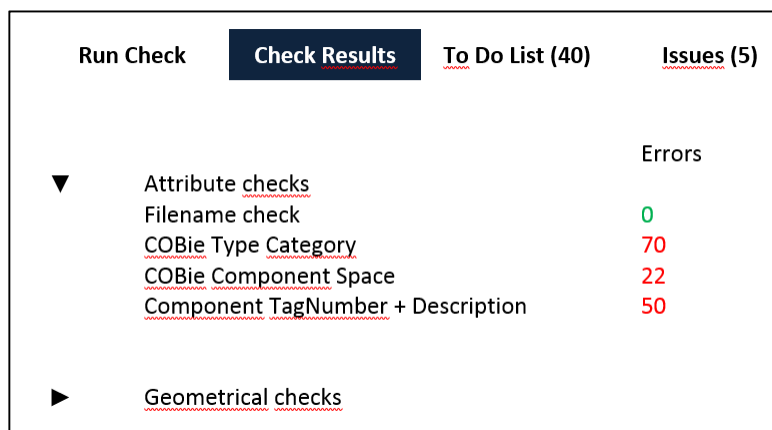 Run Check Check Results To Do List (40) Issues (5)
Errors
Attribute checks
Filename check 0
COBie Type Category 70
COBie Component Space 22
Component TagNumber + Description 50
Geometrical checks